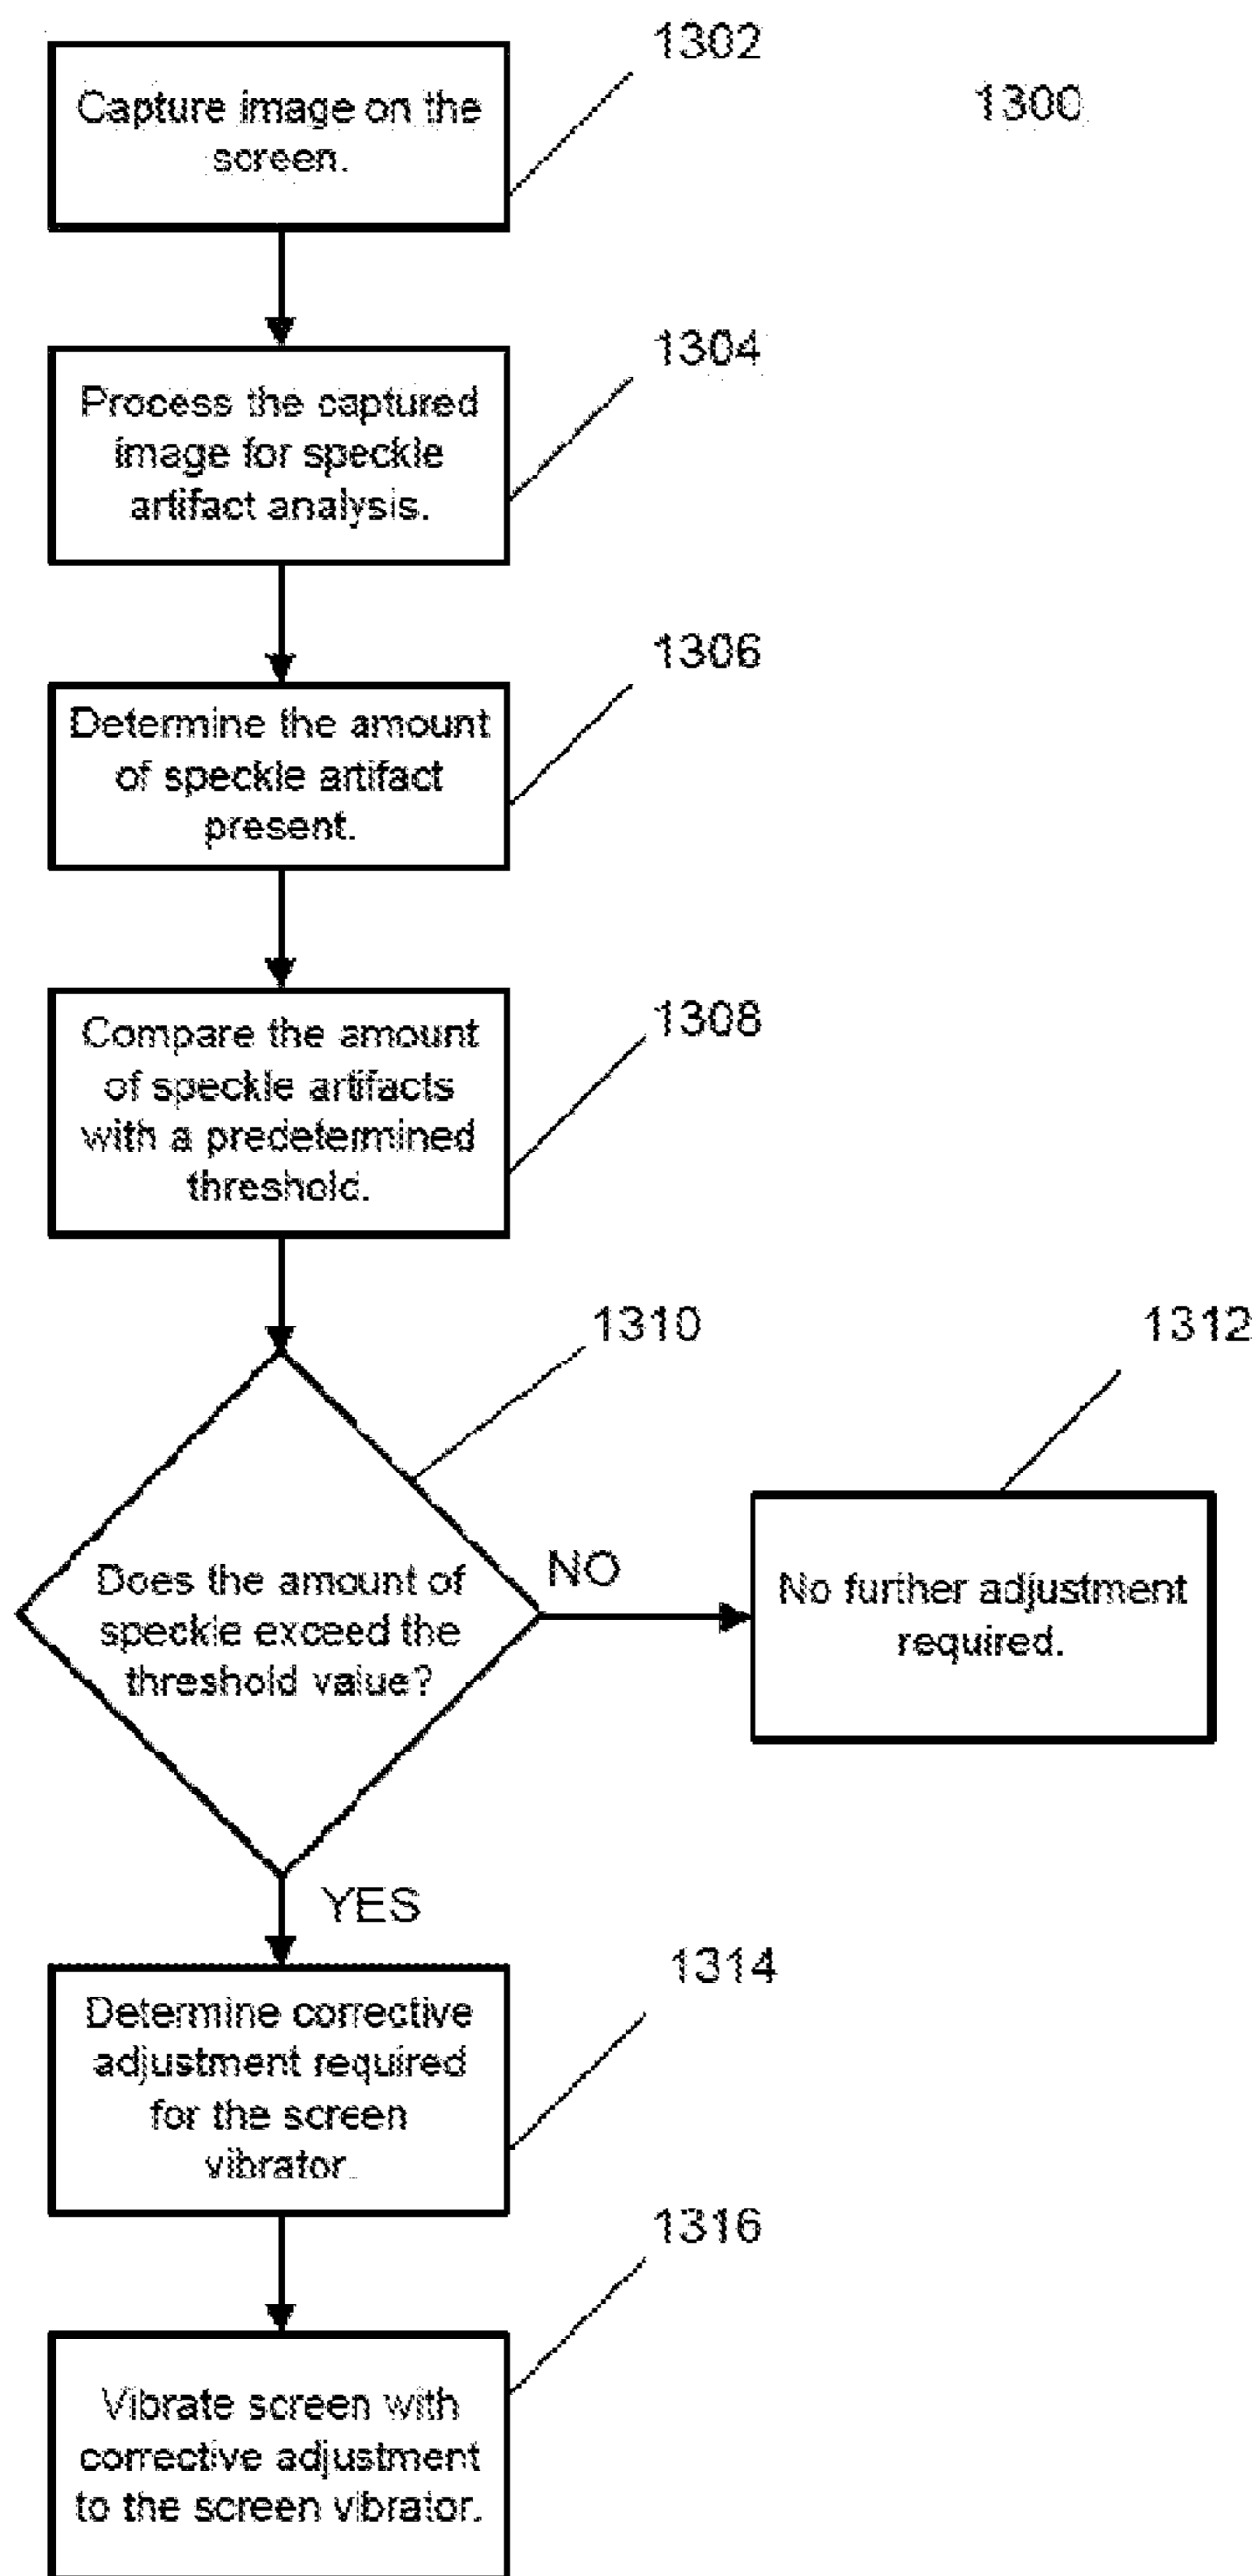 1302
1300
Capture image on the
screen.
1304
Process the captured
image for speckle
artifact analysis.
1306
Determine the amount
of speckle artifact
present.
1308
Compare the amount
of speckle artifacts
with a predetermined
threshold.
1310
1312
Does the amount of
speckle exceed the
threshold value?
NO
No further adjustment
required.
YES
1314
Determine corrective
adjustment required
for the screen
vibrator.
1316
Vibrate screen with
corrective adjustment
to the screen vibrator.